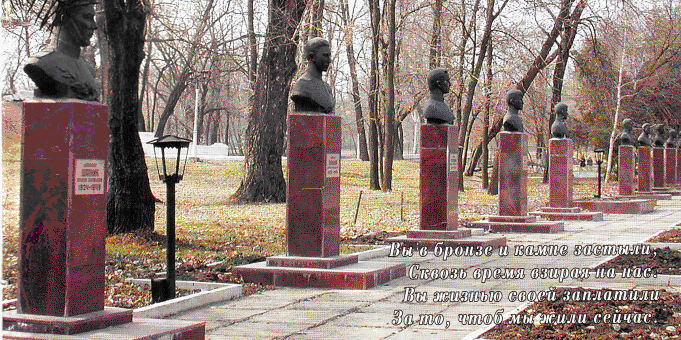 Вы в бронзе и камне застыли,
Сквозь время взирая на нас.
Вы жизнью своей заплатили
За то, чтоб мы жили сейчас.